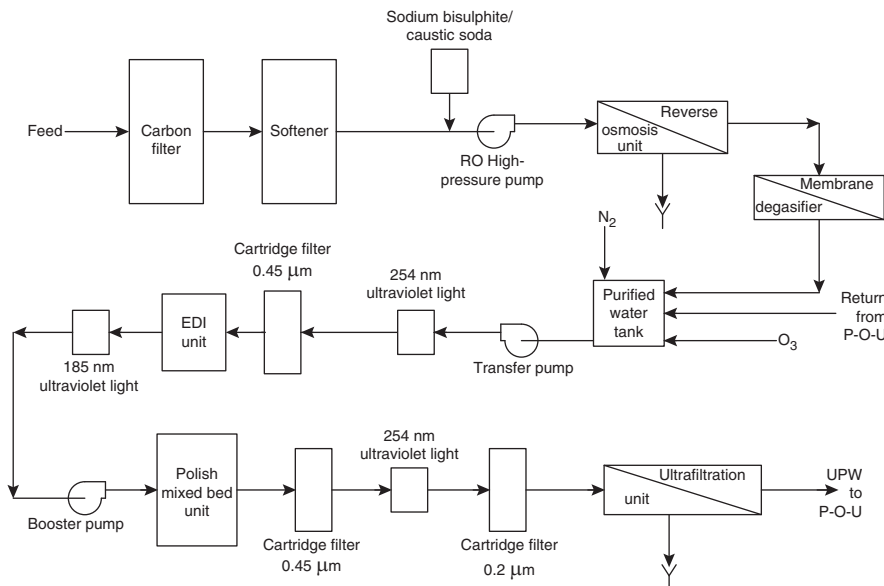 Sodium bisulphite/
caustic soda
Feed
Carbon
filter
Softener
RO High-
pressure pump
Reverse
osmosis
unit
Membrane
degasifier
N₂
Cartridge filter
0.45 μm
254 nm
ultraviolet light
Purified
water
tank
Return
from
P-O-U
O₃
EDI
unit
185 nm
ultraviolet light
Transfer pump
Booster pump
Polish
mixed bed
unit
Cartridge filter
0.45 μm
254 nm
ultraviolet light
Cartridge filter
0.2 μm
Ultrafiltration
unit
UPW
to
P-O-U